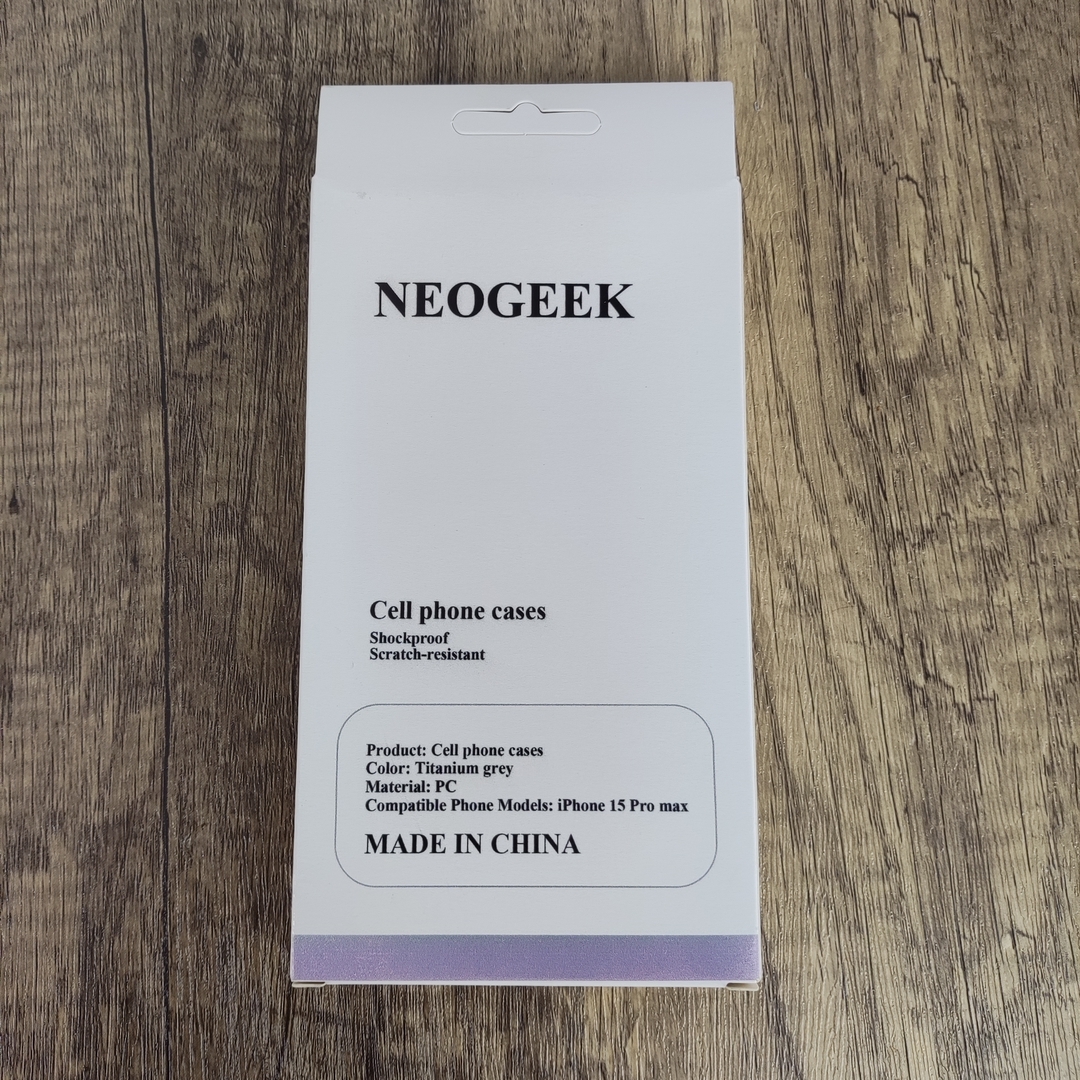 NEOGEEK
Cell phone cases
Shockproof
Scratch-resistant
Product: Cell phone cases
Color: Titanium grey
Material: PC
Compatible Phone Models: iPhone 15 Pro max
MADE IN CHINA